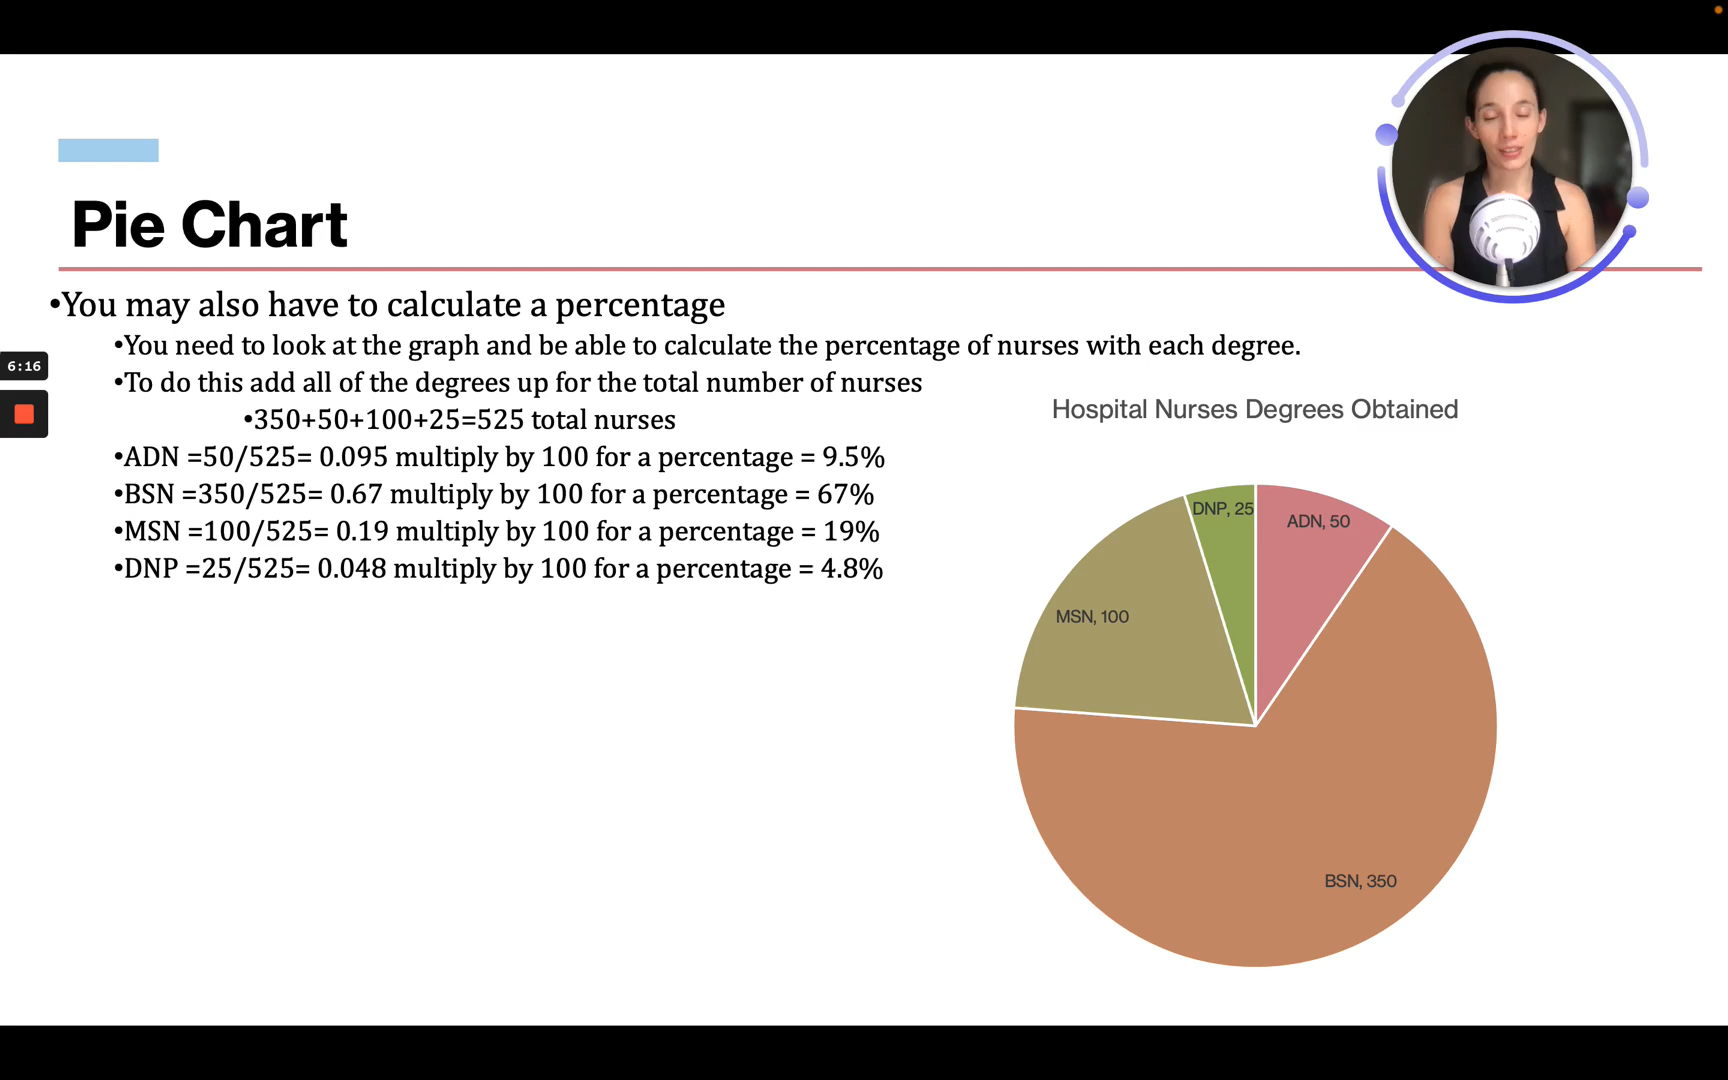 Pie Chart
•You may also have to calculate a percentage
•You need to look at the graph and be able to calculate the percentage of nurses with each degree.
6:16
•To do this add all of the degrees up for the total number of nurses
•350+50+100+25=525 total nurses
•ADN =50/525= 0.095 multiply by 100 for a percentage = 9.5%
•BSN =350/525= 0.67 multiply by 100 for a percentage = 67%
•MSN =100/525= 0.19 multiply by 100 for a percentage = 19%
•DNP =25/525= 0.048 multiply by 100 for a percentage = 4.8%
Hospital Nurses Degrees Obtained
DNP, 25
ADN, 50
MSN, 100
BSN, 350